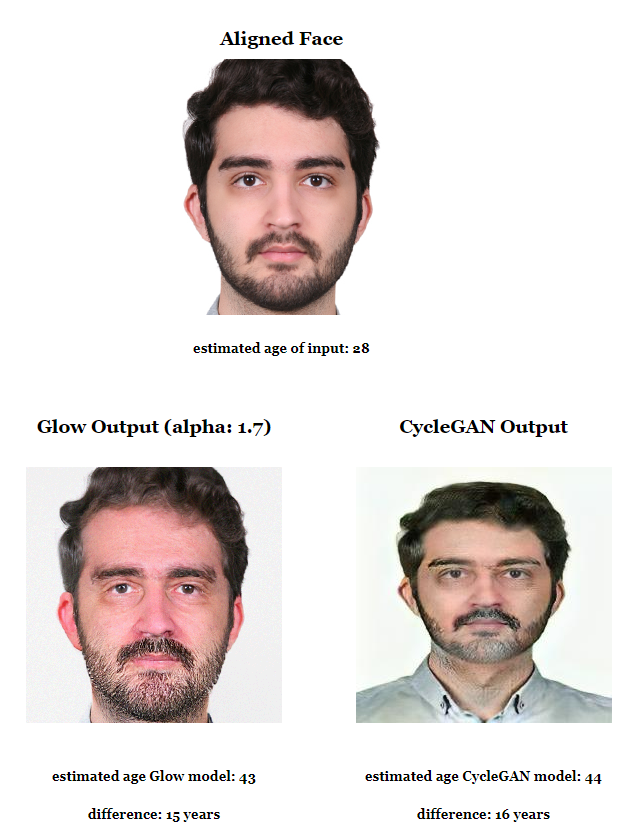 Aligned Face
estimated age of input: 28
Glow Output (alpha: 1.7)
CycleGAN Output
estimated age Glow model: 43
estimated age CycleGAN model: 44
difference: 15 years
difference: 16 years